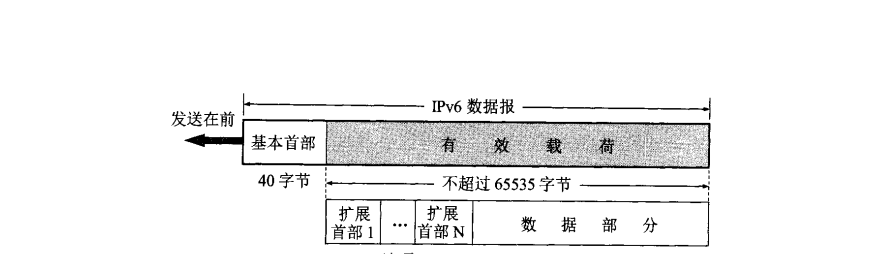 IPv6 数据报
发送在前
基本首部
有效载荷
40 字节
不超过 65535 字节
扩展
首部 1
…
扩展
首部 N
数据部分